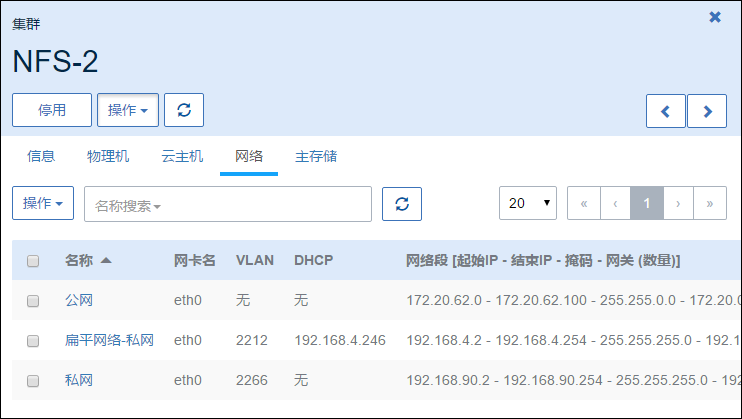 集群
NFS-2
停用 操作
信息 物理机 云主机 网络 主存储
操作 名称搜索 20 « ‹ 1 › »
名称 网卡名 VLAN DHCP 网络段 [起始IP - 结束IP - 掩码 - 网关 (数量)]
公网 eth0 无 无 172.20.62.0 - 172.20.62.100 - 255.255.0.0 - 172.0
扁平网络-私网 eth0 2212 192.168.4.246 192.168.4.2 - 192.168.4.254 - 255.255.255.0 - 192.1
私网 eth0 2266 无 192.168.90.2 - 192.168.90.254 - 255.255.255.0 - 192